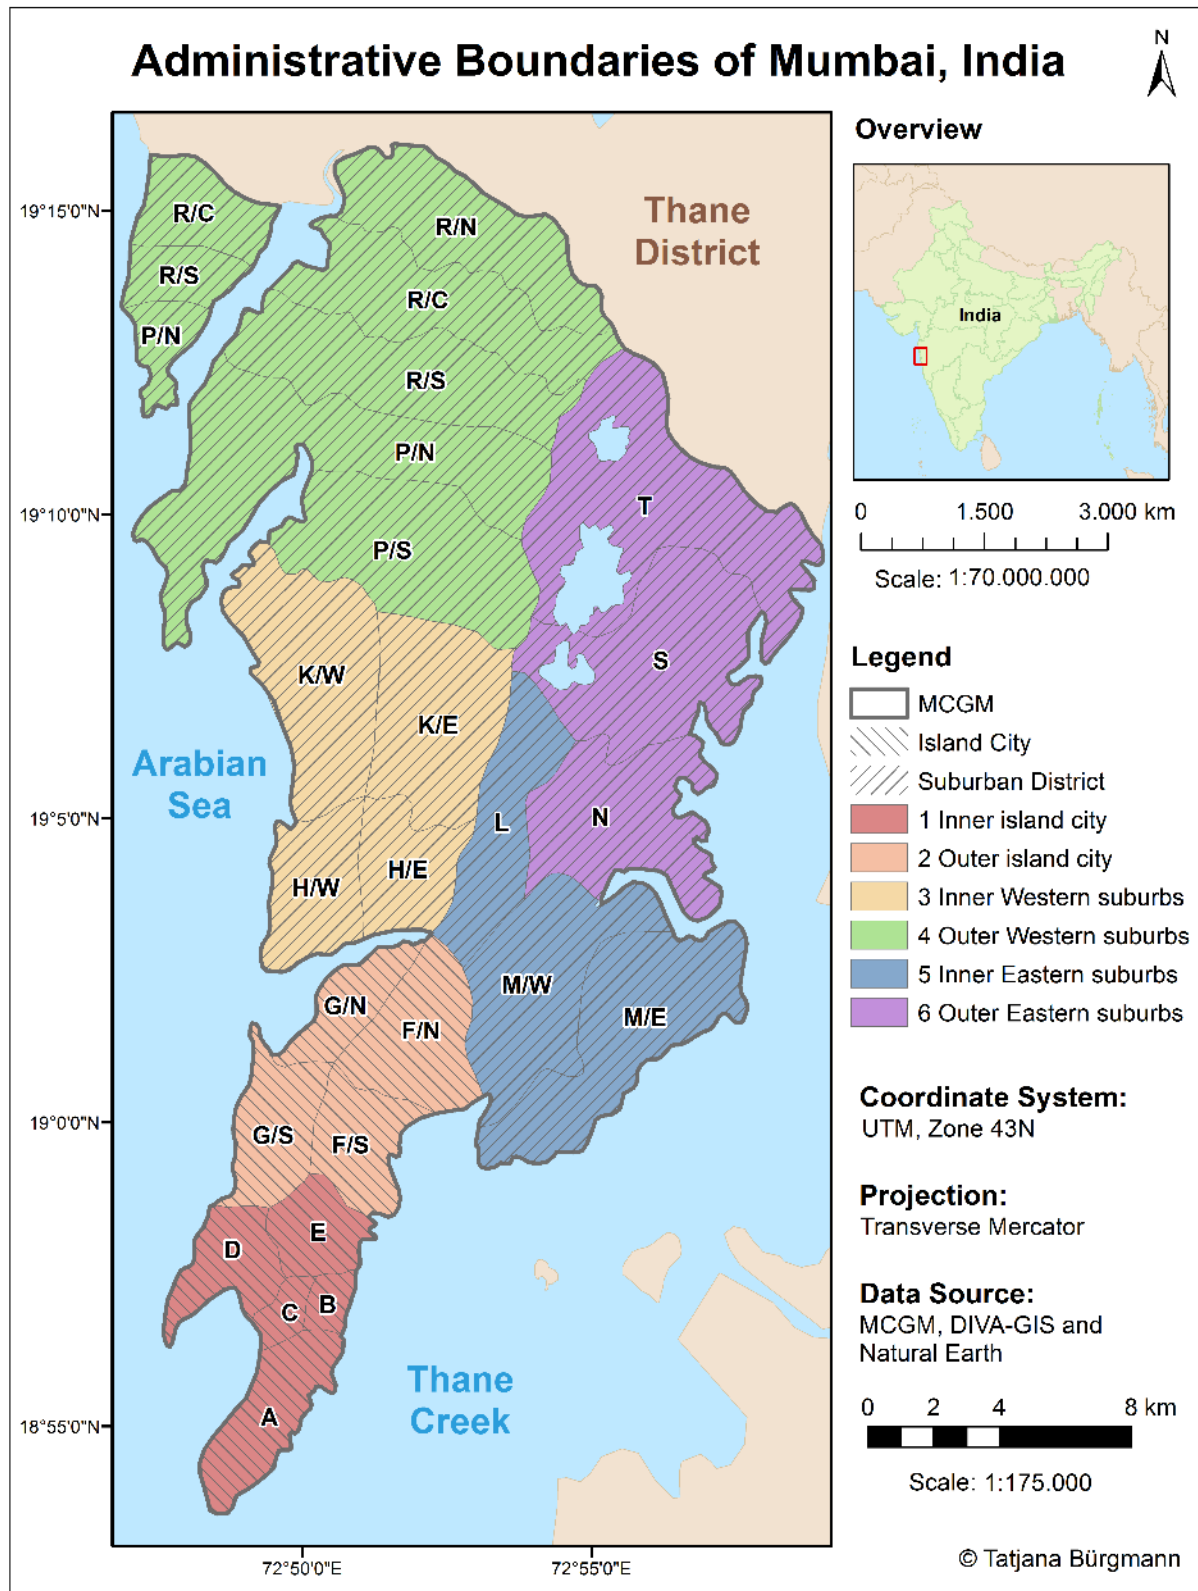 Administrative Boundaries of Mumbai, India
N
19°15'0"N
19°10'0"N
19°5'0"N
19°0'0"N
18°55'0"N
72°50'0"E
72°55'0"E
R/C
R/S
P/N
R/N
R/C
R/S
P/N
P/S
Thane
District
T
S
N
K/W
K/E
H/W
H/E
L
M/W
M/E
Arabian
Sea
G/N
F/N
G/S
F/S
D
E
C
B
A
Thane
Creek
Overview
India
0
1.500
3.000 km
Scale: 1:70.000.000
Legend
MCGM
Island City
Suburban District
1 Inner island city
2 Outer island city
3 Inner Western suburbs
4 Outer Western suburbs
5 Inner Eastern suburbs
6 Outer Eastern suburbs
Coordinate System:
UTM, Zone 43N
Projection:
Transverse Mercator
Data Source:
MCGM, DIVA-GIS and
Natural Earth
0 2 4 8 km
Scale: 1:175.000
© Tatjana Bürgmann